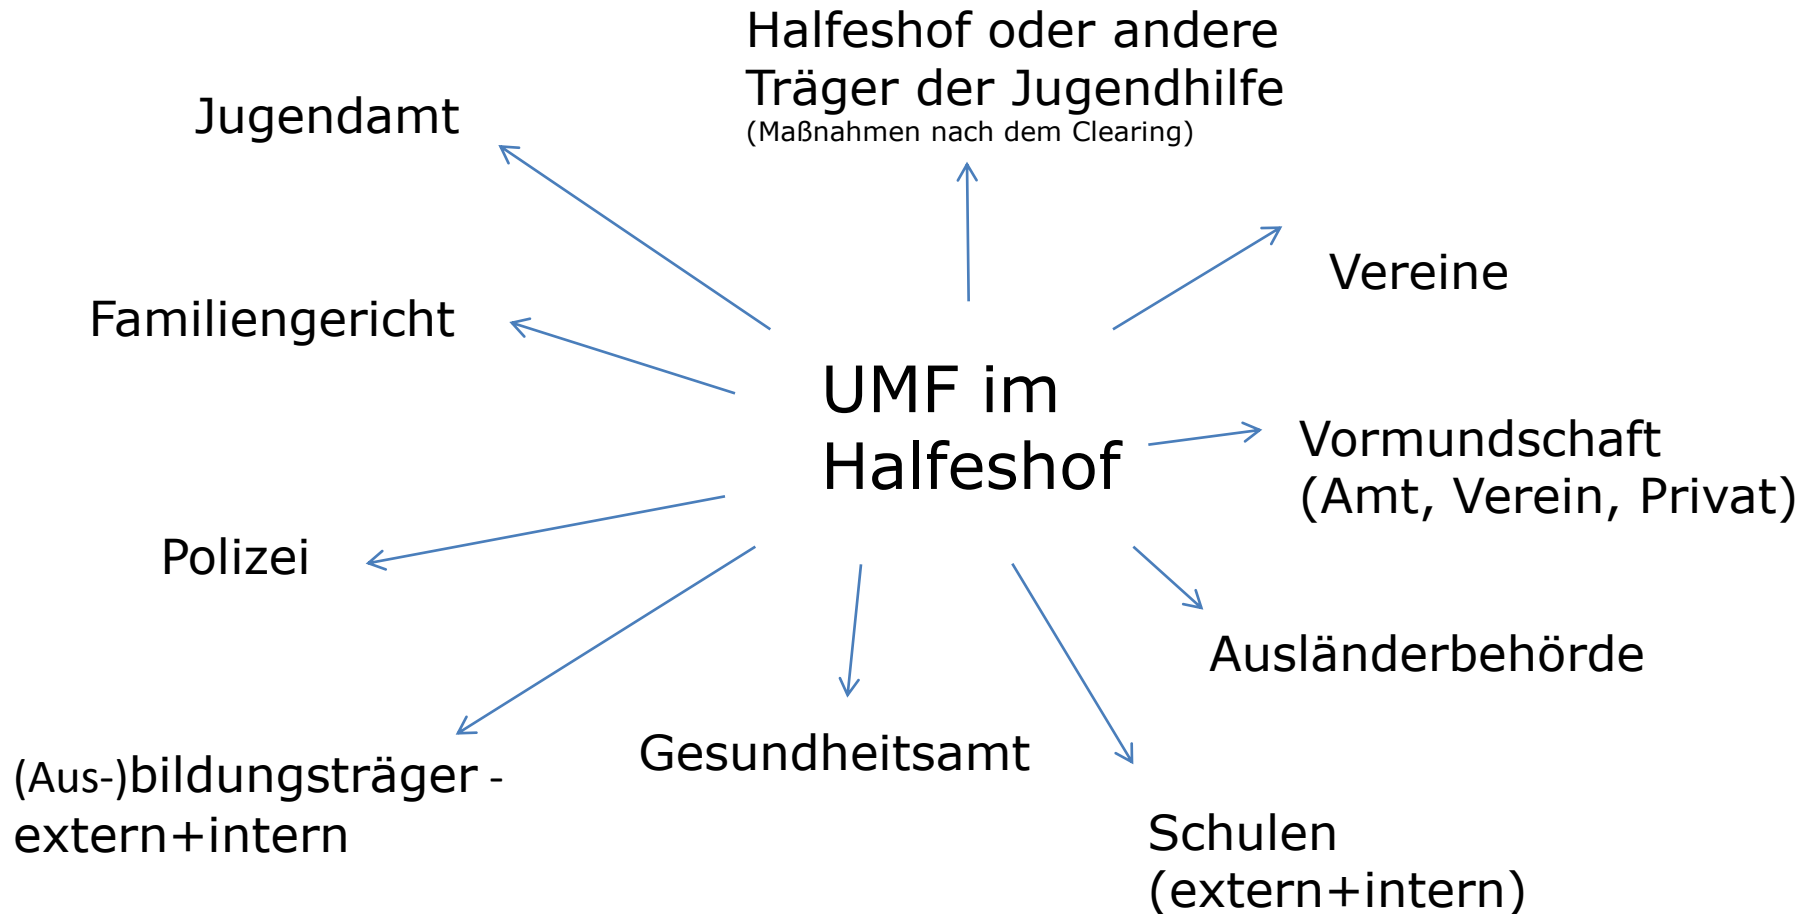 Halfeshof oder andere
Träger der Jugendhilfe
(Maßnahmen nach dem Clearing)
Jugendamt
Vereine
Familiengericht
UMF im
Halfeshof
Vormundschaft
(Amt, Verein, Privat)
Polizei
Ausländerbehörde
Gesundheitsamt
(Aus-)bildungsträger -
extern+intern
Schulen
(extern+intern)